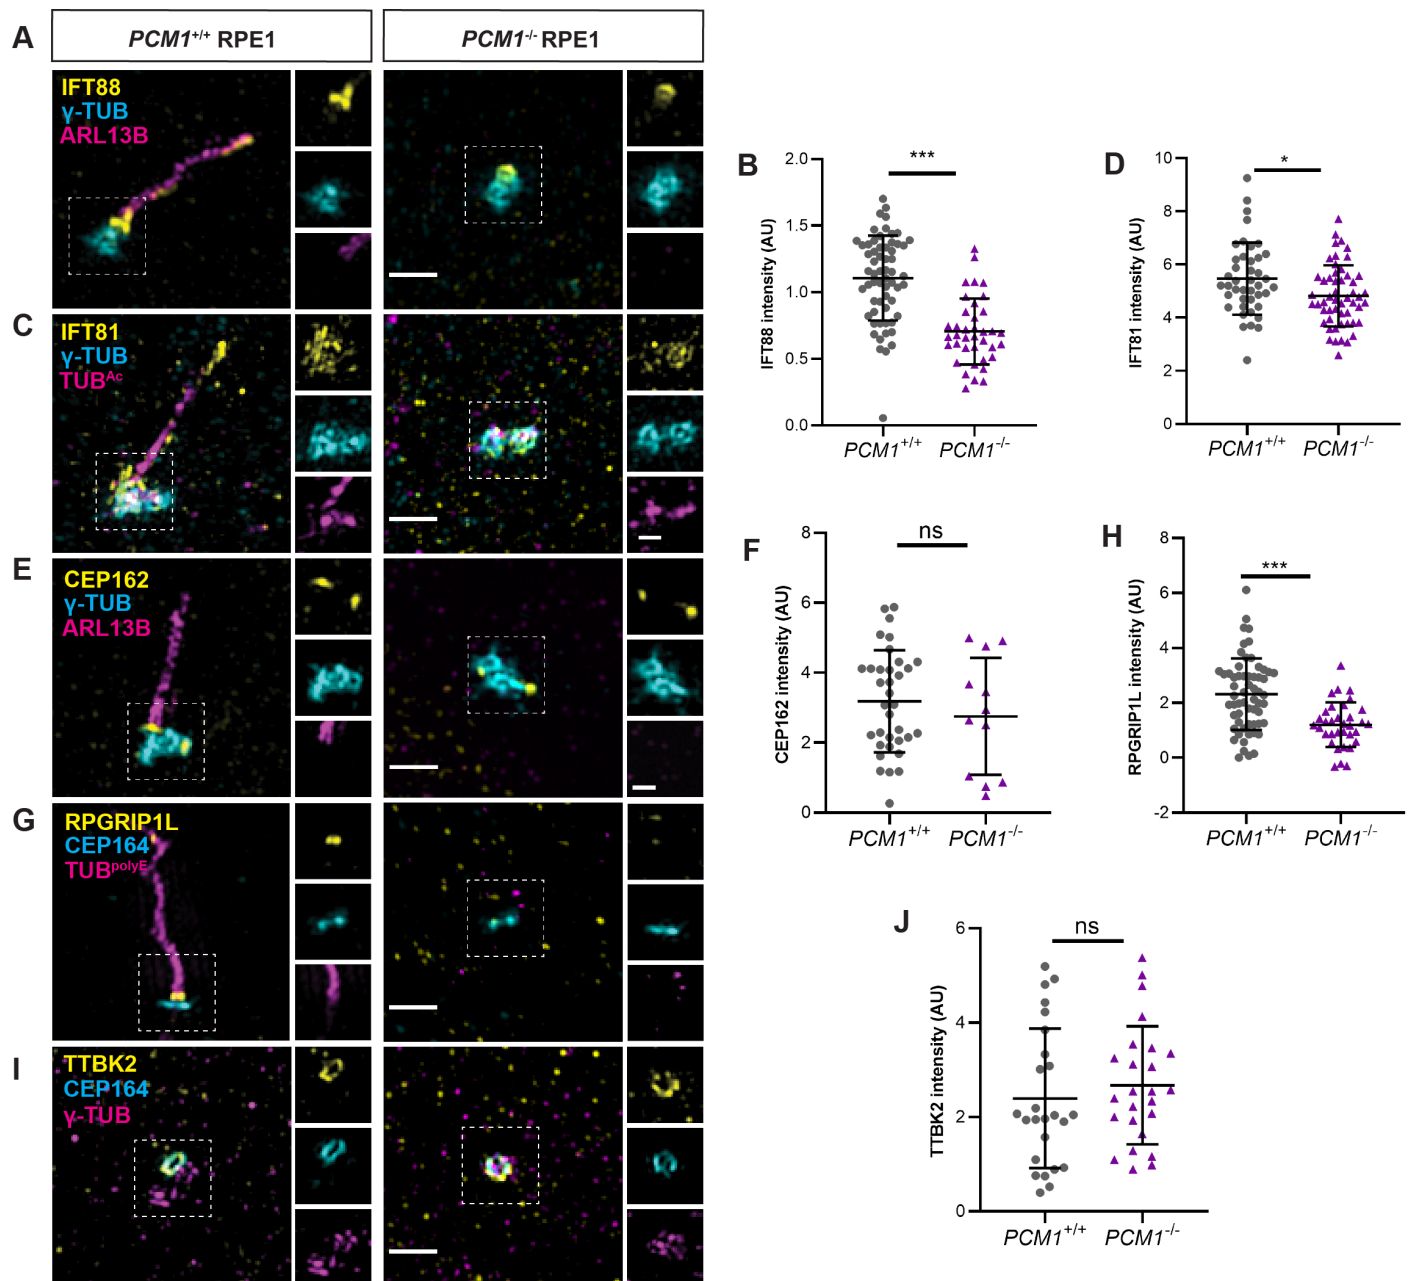 A
PCM1+/+ RPE1
PCM1-/- RPE1
IFT88
γ-TUB
ARL13B
B
2.0
1.5
1.0
0.5
0.0
IFT88 intensity (AU)
***
PCM1+/+
PCM1-/-
D
10
8
6
4
2
0
IFT81 intensity (AU)
*
PCM1+/+
PCM1-/-
C
IFT81
γ-TUB
TUBAc
E
CEP162
γ-TUB
ARL13B
F
8
6
4
2
0
CEP162 intensity (AU)
ns
PCM1+/+
PCM1-/-
H
8
6
4
2
0
-2
RPGRIP1L intensity (AU)
***
PCM1+/+
PCM1-/-
G
RPGRIP1L
CEP164
TUBpolyE
I
TTBK2
CEP164
γ-TUB
J
6
4
2
0
TTBK2 intensity (AU)
ns
PCM1+/+
PCM1-/-